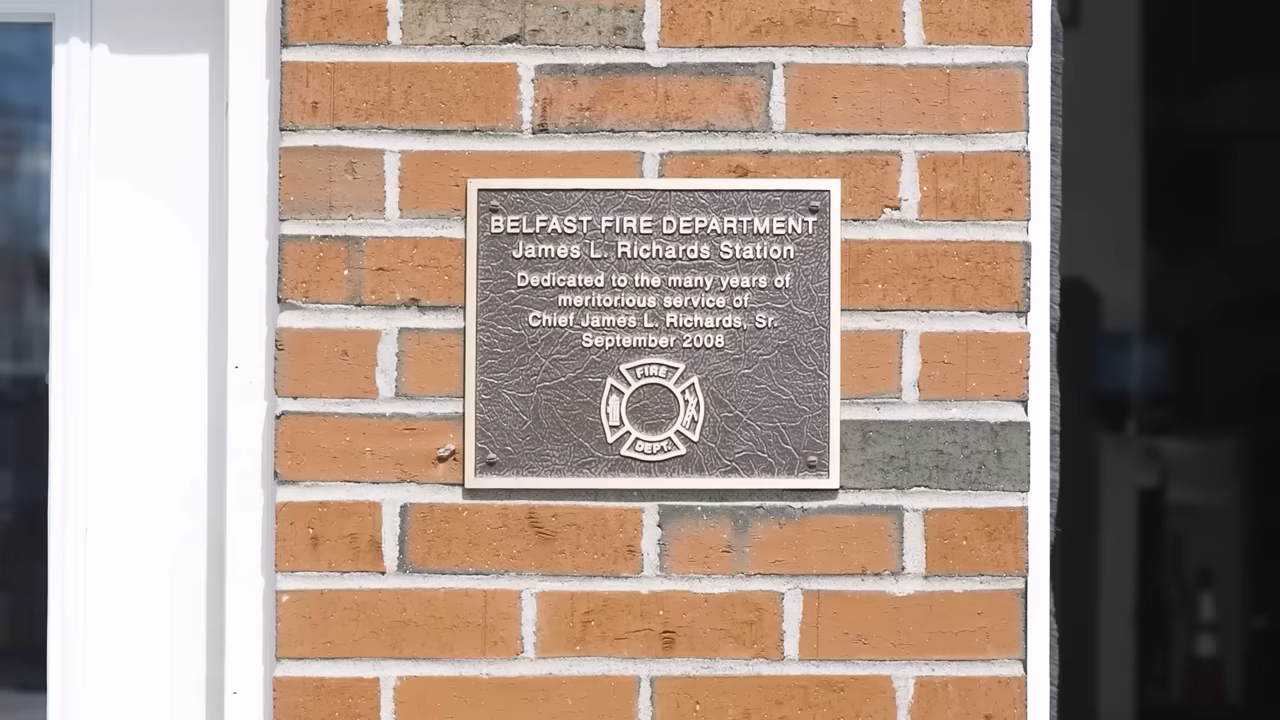 BELFAST FIRE DEPARTMENT
James L. Richards Station
Dedicated to the many years of
meritorious service of
Chief James L. Richards, Sr.
September 2008
FIRE
DEPT.